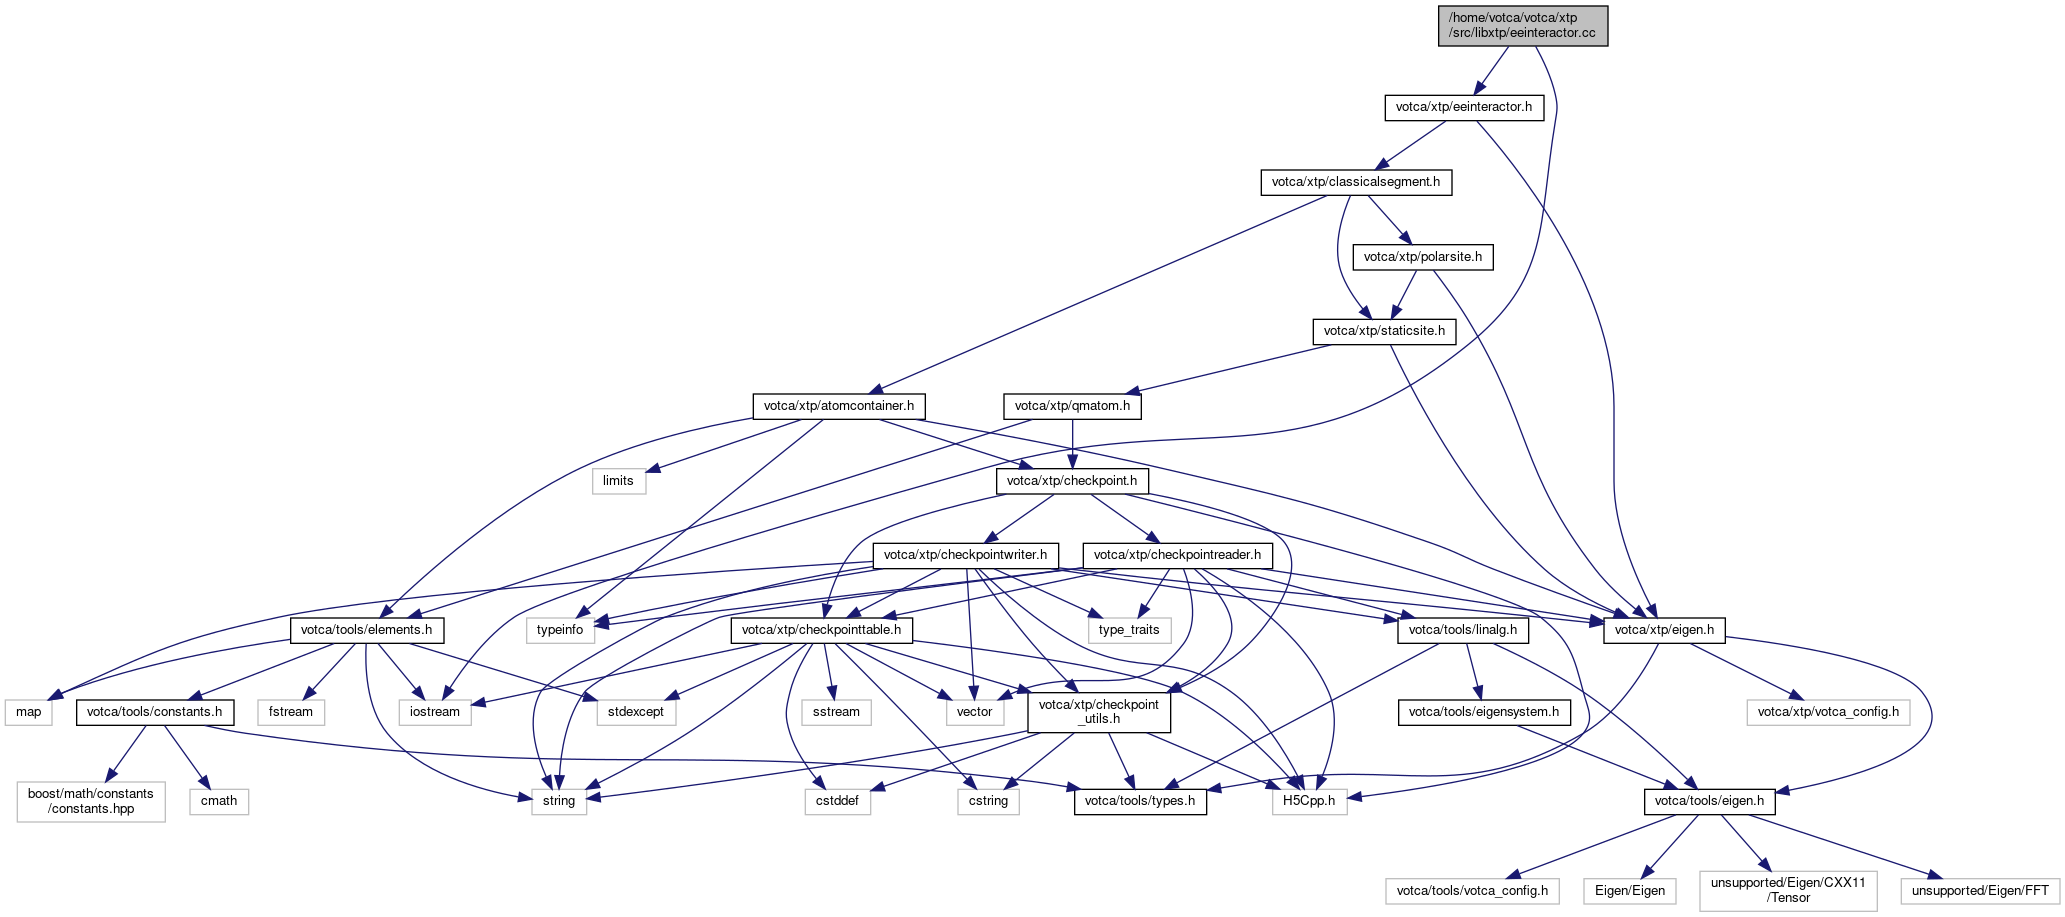 /home/votca/votca/xtp
/src/libxtp/eeinteractor.cc
votca/xtp/eeinteractor.h
votca/xtp/classicalsegment.h
votca/xtp/polarsite.h
votca/xtp/staticsite.h
votca/xtp/atomcontainer.h
votca/xtp/qmatom.h
limits
votca/xtp/checkpoint.h
votca/xtp/checkpointwriter.h
votca/xtp/checkpointreader.h
votca/tools/elements.h
typeinfo
votca/xtp/checkpointtable.h
type_traits
votca/tools/linalg.h
votca/xtp/eigen.h
map
votca/tools/constants.h
fstream
iostream
stdexcept
sstream
vector
votca/xtp/checkpoint
_utils.h
votca/tools/eigensystem.h
votca/xtp/votca_config.h
boost/math/constants
/constants.hpp
cmath
string
cstddef
cstring
votca/tools/types.h
H5Cpp.h
votca/tools/eigen.h
votca/tools/votca_config.h
Eigen/Eigen
unsupported/Eigen/CXX11
/Tensor
unsupported/Eigen/FFT